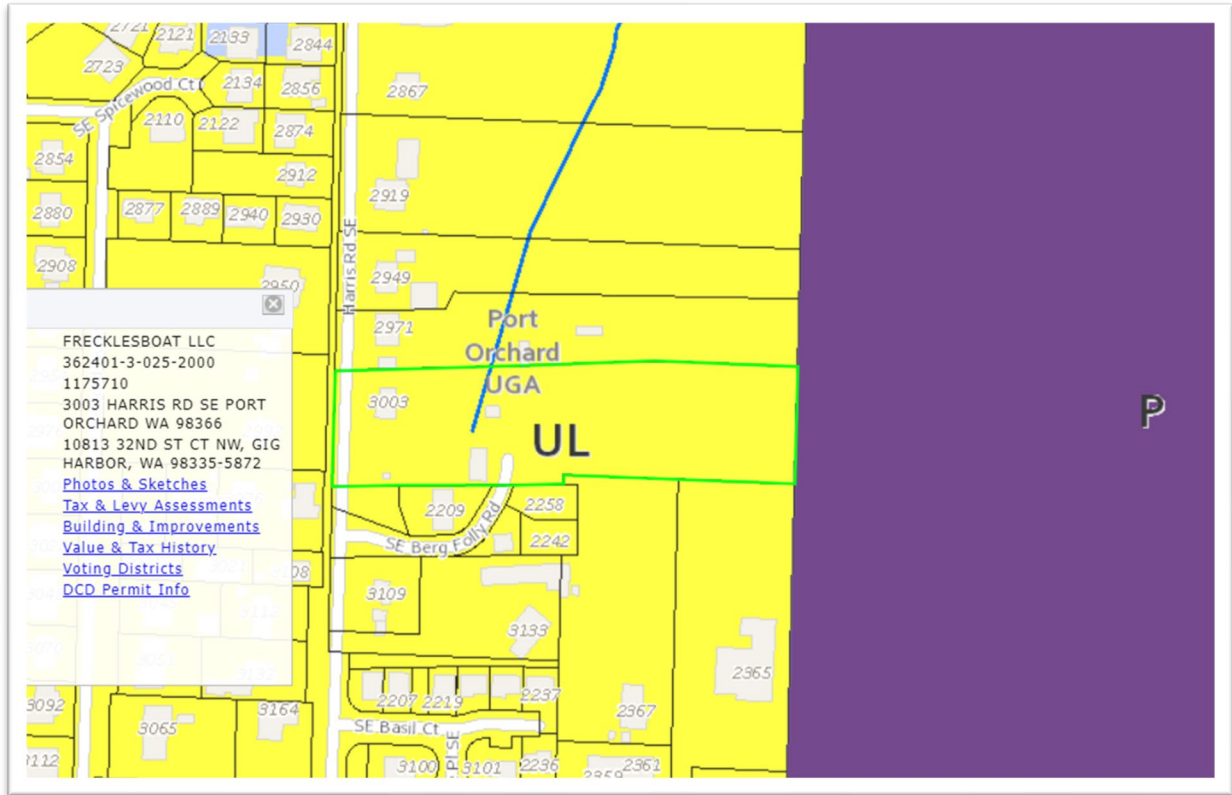 2721
2121
2133
2844
2723
2134
2856
2867
SE Spicewood Ct
2110
2122
2874
2854
2912
2919
2880
2877
2889
2940
2930
Harris Rd SE
2908
2950
2949
Port
Orchard
UGA
2971
FRECKLESBOAT LLC
362401-3-025-2000
1175710
3003 HARRIS RD SE PORT
ORCHARD WA 98366
10813 32ND ST CT NW, GIG
HARBOR, WA 98335-5872
Photos & Sketches
Tax & Levy Assessments
Building & Improvements
Value & Tax History
Voting Districts
DCD Permit Info
3003
UL
P
2209
2258
SE Berg Folly Rd
2242
3109
3133
2365
2207
2219
2237
2367
3092
3065
3164
SE Basil Ct
Pl SE
3112
3100
3101
2236
2359
2361